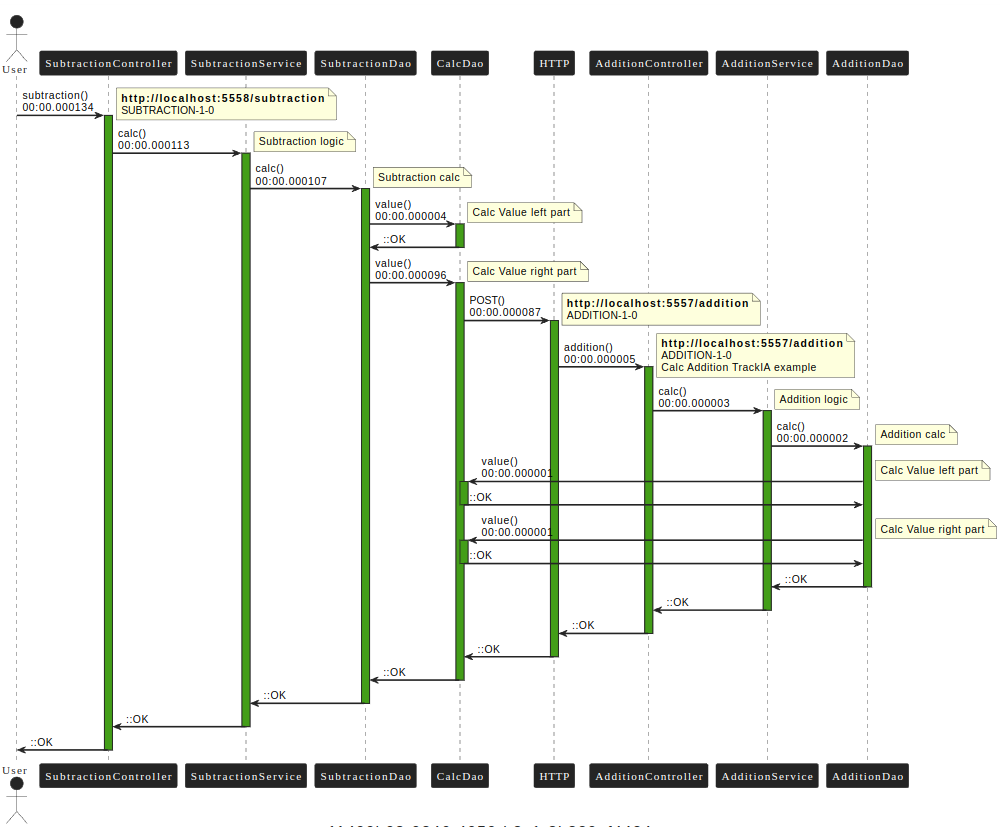 User
SubtractionController
SubtractionService
SubtractionDao
CalcDao
HTTP
AdditionController
AdditionService
AdditionDao
subtraction()
00:00.000134
http://localhost:5558/subtraction
SUBTRACTION-1-0
calc()
00:00.000113
Subtraction logic
calc()
00:00.000107
Subtraction calc
value()
00:00.000004
Calc Value left part
::OK
value()
00:00.000096
Calc Value right part
POST()
00:00.000087
http://localhost:5557/addition
ADDITION-1-0
addition()
00:00.000005
http://localhost:5557/addition
ADDITION-1-0
Calc Addition TrackIA example
calc()
00:00.000003
Addition logic
calc()
00:00.000002
Addition calc
value()
00:00.000001
Calc Value left part
::OK
value()
00:00.000001
Calc Value right part
::OK
::OK
::OK
::OK
::OK
::OK
::OK
::OK
::OK
User
SubtractionController
SubtractionService
SubtractionDao
CalcDao
HTTP
AdditionController
AdditionService
AdditionDao